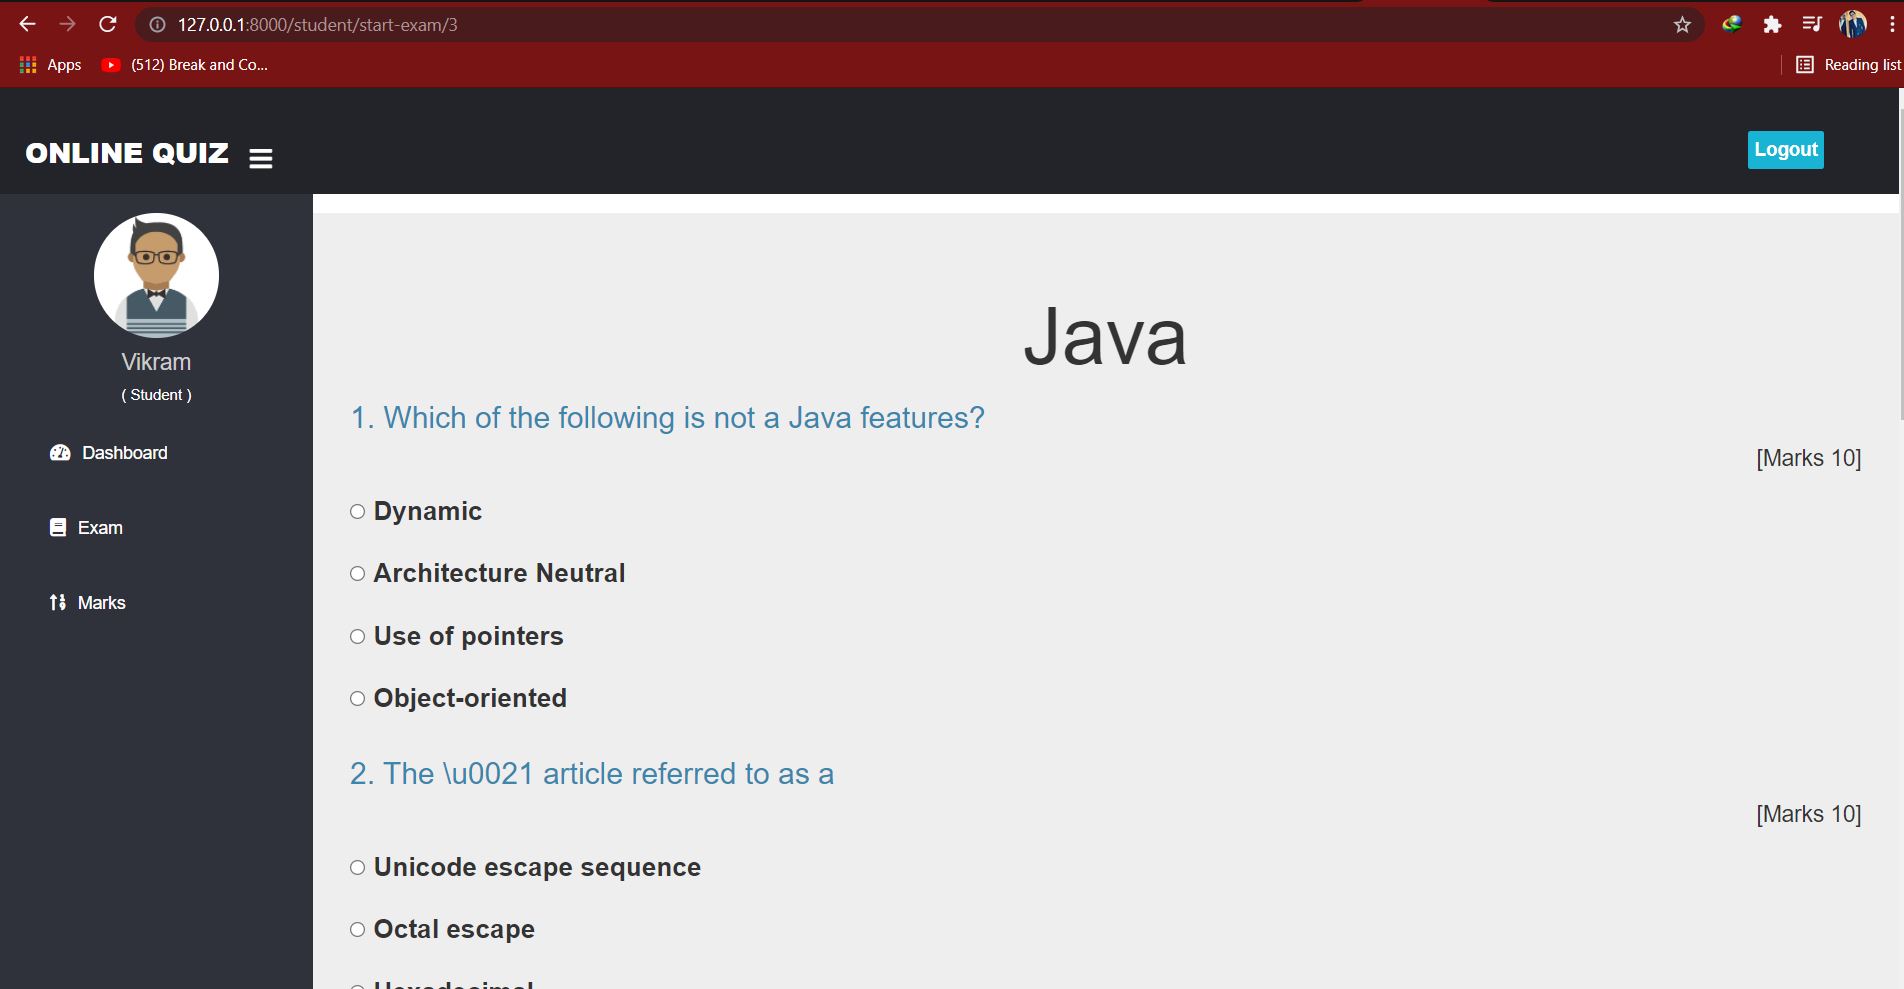 127.0.0.1:8000/student/start-exam/3
Apps
(512) Break and Co...
Reading list
ONLINE QUIZ
Logout
Vikram
( Student )
Dashboard
Exam
Marks
Java
1. Which of the following is not a Java features?
[Marks 10]
Dynamic
Architecture Neutral
Use of pointers
Object-oriented
2. The \u0021 article referred to as a
[Marks 10]
Unicode escape sequence
Octal escape
Hexadecimal